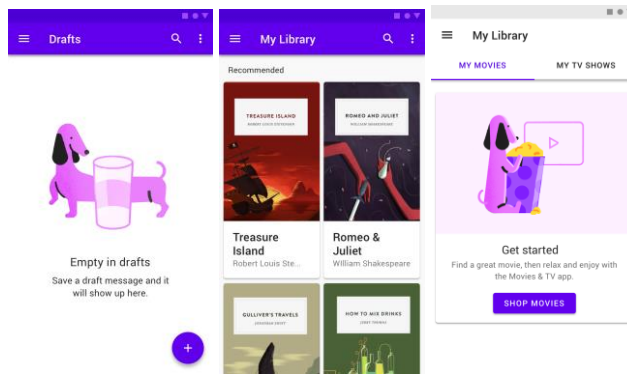 Drafts
Empty in drafts
Save a draft message and it
will show up here.
My Library
Recommended
TREASURE ISLAND
ROBERT LOUIS STEVENSON
ROMEO AND JULIET
WILLIAM SHAKESPEARE
Treasure
Island
Robert Louis Ste...
Romeo &
Juliet
William Shakespeare
GULLIVER'S TRAVELS
JONATHAN SWIFT
HOW TO MIX DRINKS
JERRY THOMAS
My Library
MY MOVIES
MY TV SHOWS
Get started
Find a great movie, then relax and enjoy with
the Movies & TV app.
SHOP MOVIES